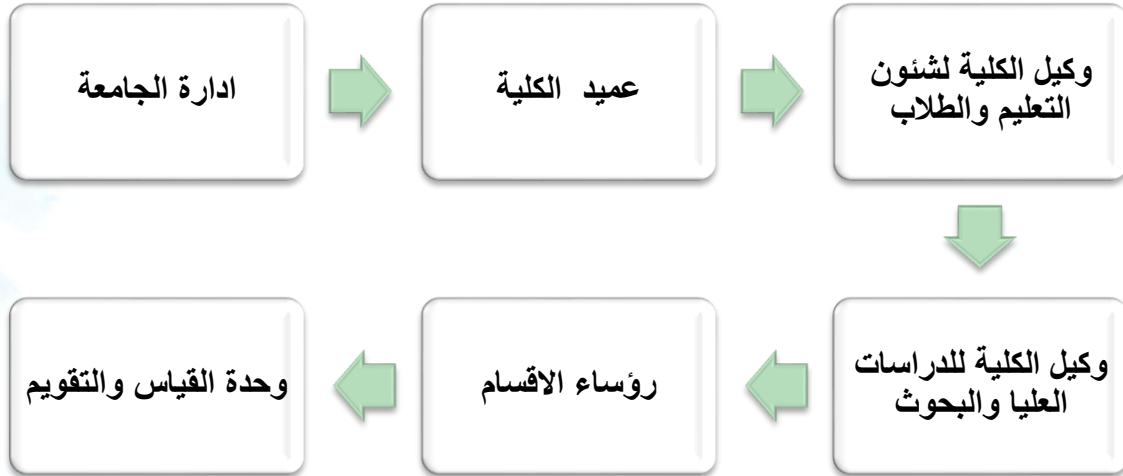 ادارة الجامعة
عميد الكلية
وكيل الكلية لشئون
التعليم والطلاب
وكيل الكلية للدراسات
العليا والبحوث
رؤساء الاقسام
وحدة القياس والتقويم